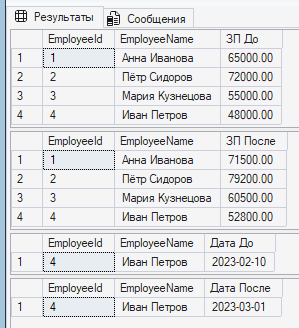 Результаты Сообщения
EmployeeId EmployeeName ЗП До
1 1 Анна Иванова 65000.00
2 2 Пётр Сидоров 72000.00
3 3 Мария Кузнецова 55000.00
4 4 Иван Петров 48000.00
EmployeeId EmployeeName ЗП После
1 1 Анна Иванова 71500.00
2 2 Пётр Сидоров 79200.00
3 3 Мария Кузнецова 60500.00
4 4 Иван Петров 52800.00
EmployeeId EmployeeName Дата До
1 4 Иван Петров 2023-02-10
EmployeeId EmployeeName Дата После
1 4 Иван Петров 2023-03-01